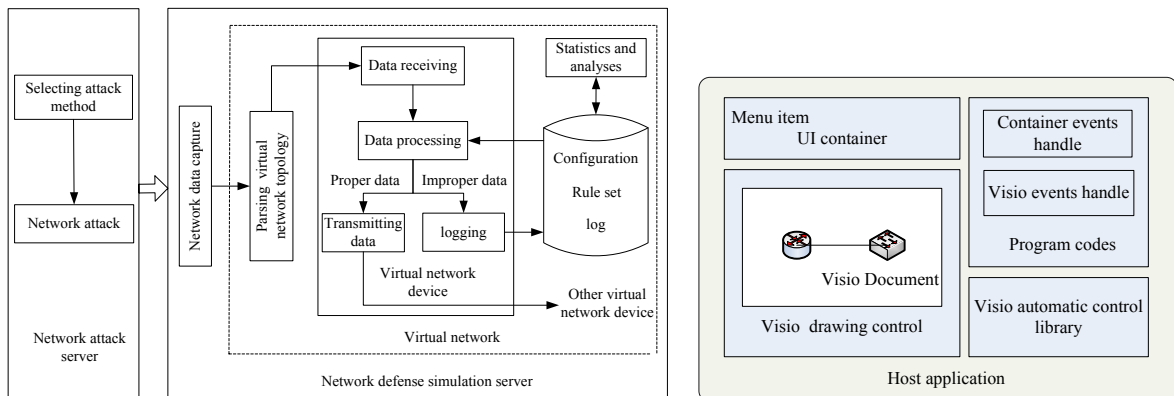 Selecting attack
method
Network attack
Network attack
server
Network data capture
Parsing virtual
network topology
Data receiving
Data processing
Proper data
Improper data
Transmitting
data
logging
Virtual network
device
Statistics and
analyses
Configuration
Rule set
log
Other virtual
network device
Virtual network
Network defense simulation server
Menu item
UI container
Container events
handle
Visio events handle
Program codes
Visio Document
Visio drawing control
Visio automatic control
library
Host application